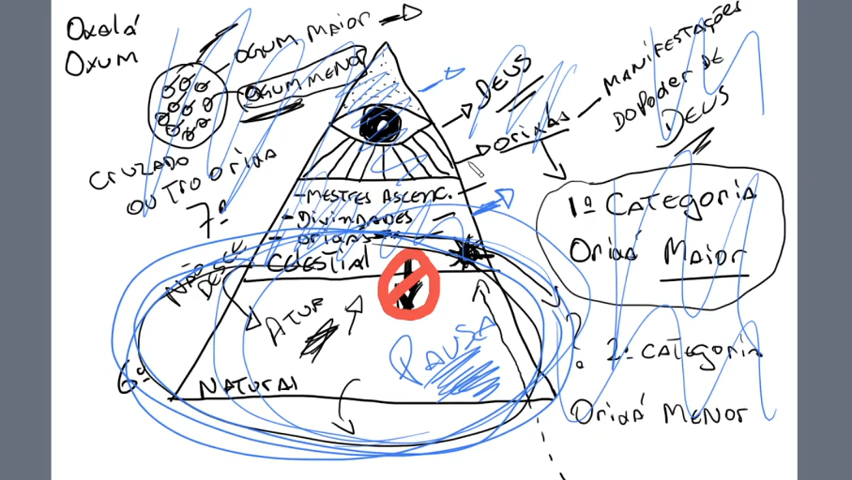 Oxalá
OXUM
OGUM MAIOR
OGUM MENOR
CRUZADO
OUTRO ORIXÁ
7ª
DEUS
ORIXÁS
MANIFESTAÇÕES
DO PODER DE
DEUS
- MESTRES ASCENC.
- DIVINDADES
- ORIXÁS
CELESTIAL
NÃO
1ª CATEGORIA
ORIXÁ MAIOR
ATUR
PAUSA
?
6ª
NATURAL
2ª CATEGORIA
ORIXÁ MENOR